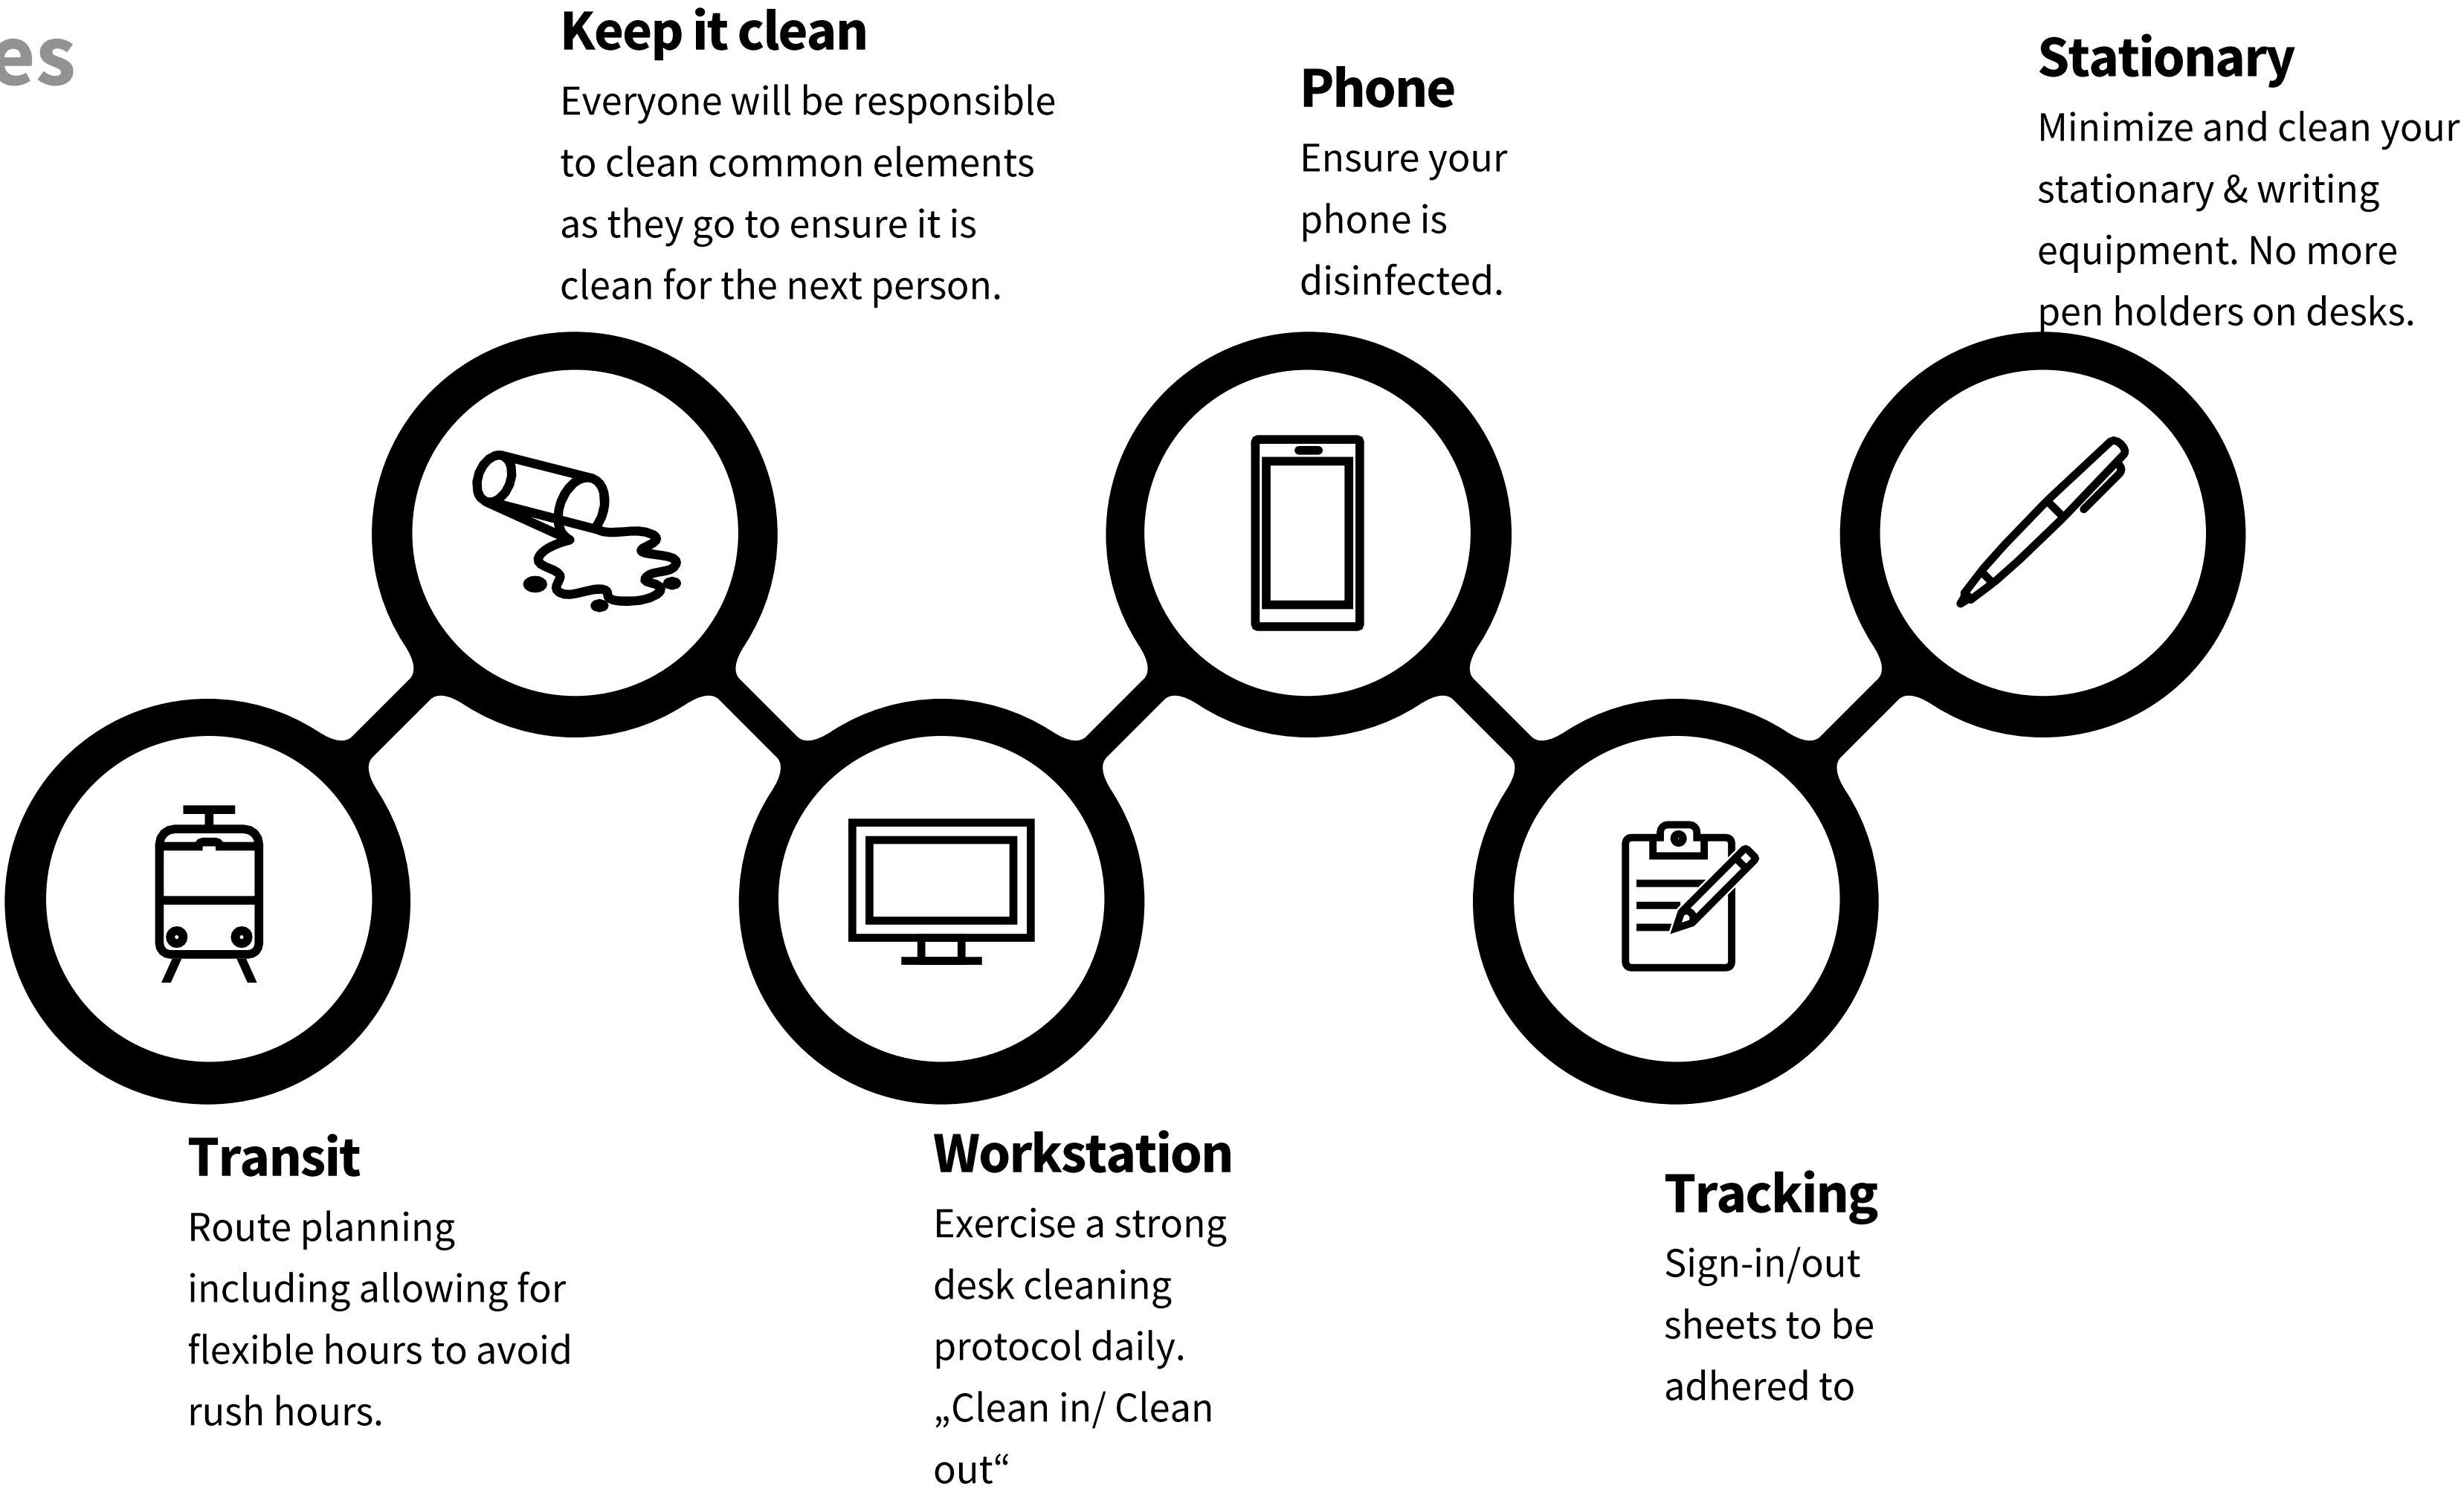 es
Keep it clean
Everyone will be responsible
to clean common elements
as they go to ensure it is
clean for the next person.
Phone
Ensure your
phone is
disinfected.
Stationary
Minimize and clean your
stationary & writing
equipment. No more
pen holders on desks.
Transit
Route planning
including allowing for
flexible hours to avoid
rush hours.
Workstation
Exercise a strong
desk cleaning
protocol daily.
„Clean in/ Clean
out“
Tracking
Sign-in/out
sheets to be
adhered to